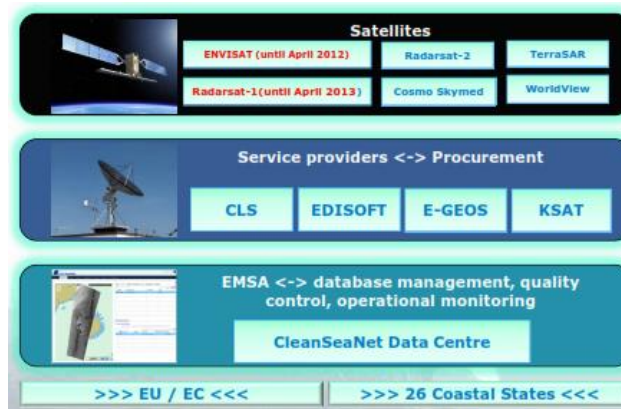 Satellites
ENVISAT (until April 2012)
Radarsat-2
TerraSAR
Radarsat-1(until April 2013)
Cosmo Skymed
WorldView
Service providers <-> Procurement
CLS
EDISOFT
E-GEOS
KSAT
EMSA <-> database management, quality
control, operational monitoring
CleanSeaNet Data Centre
>>> EU / EC <<<
>>> 26 Coastal States <<<